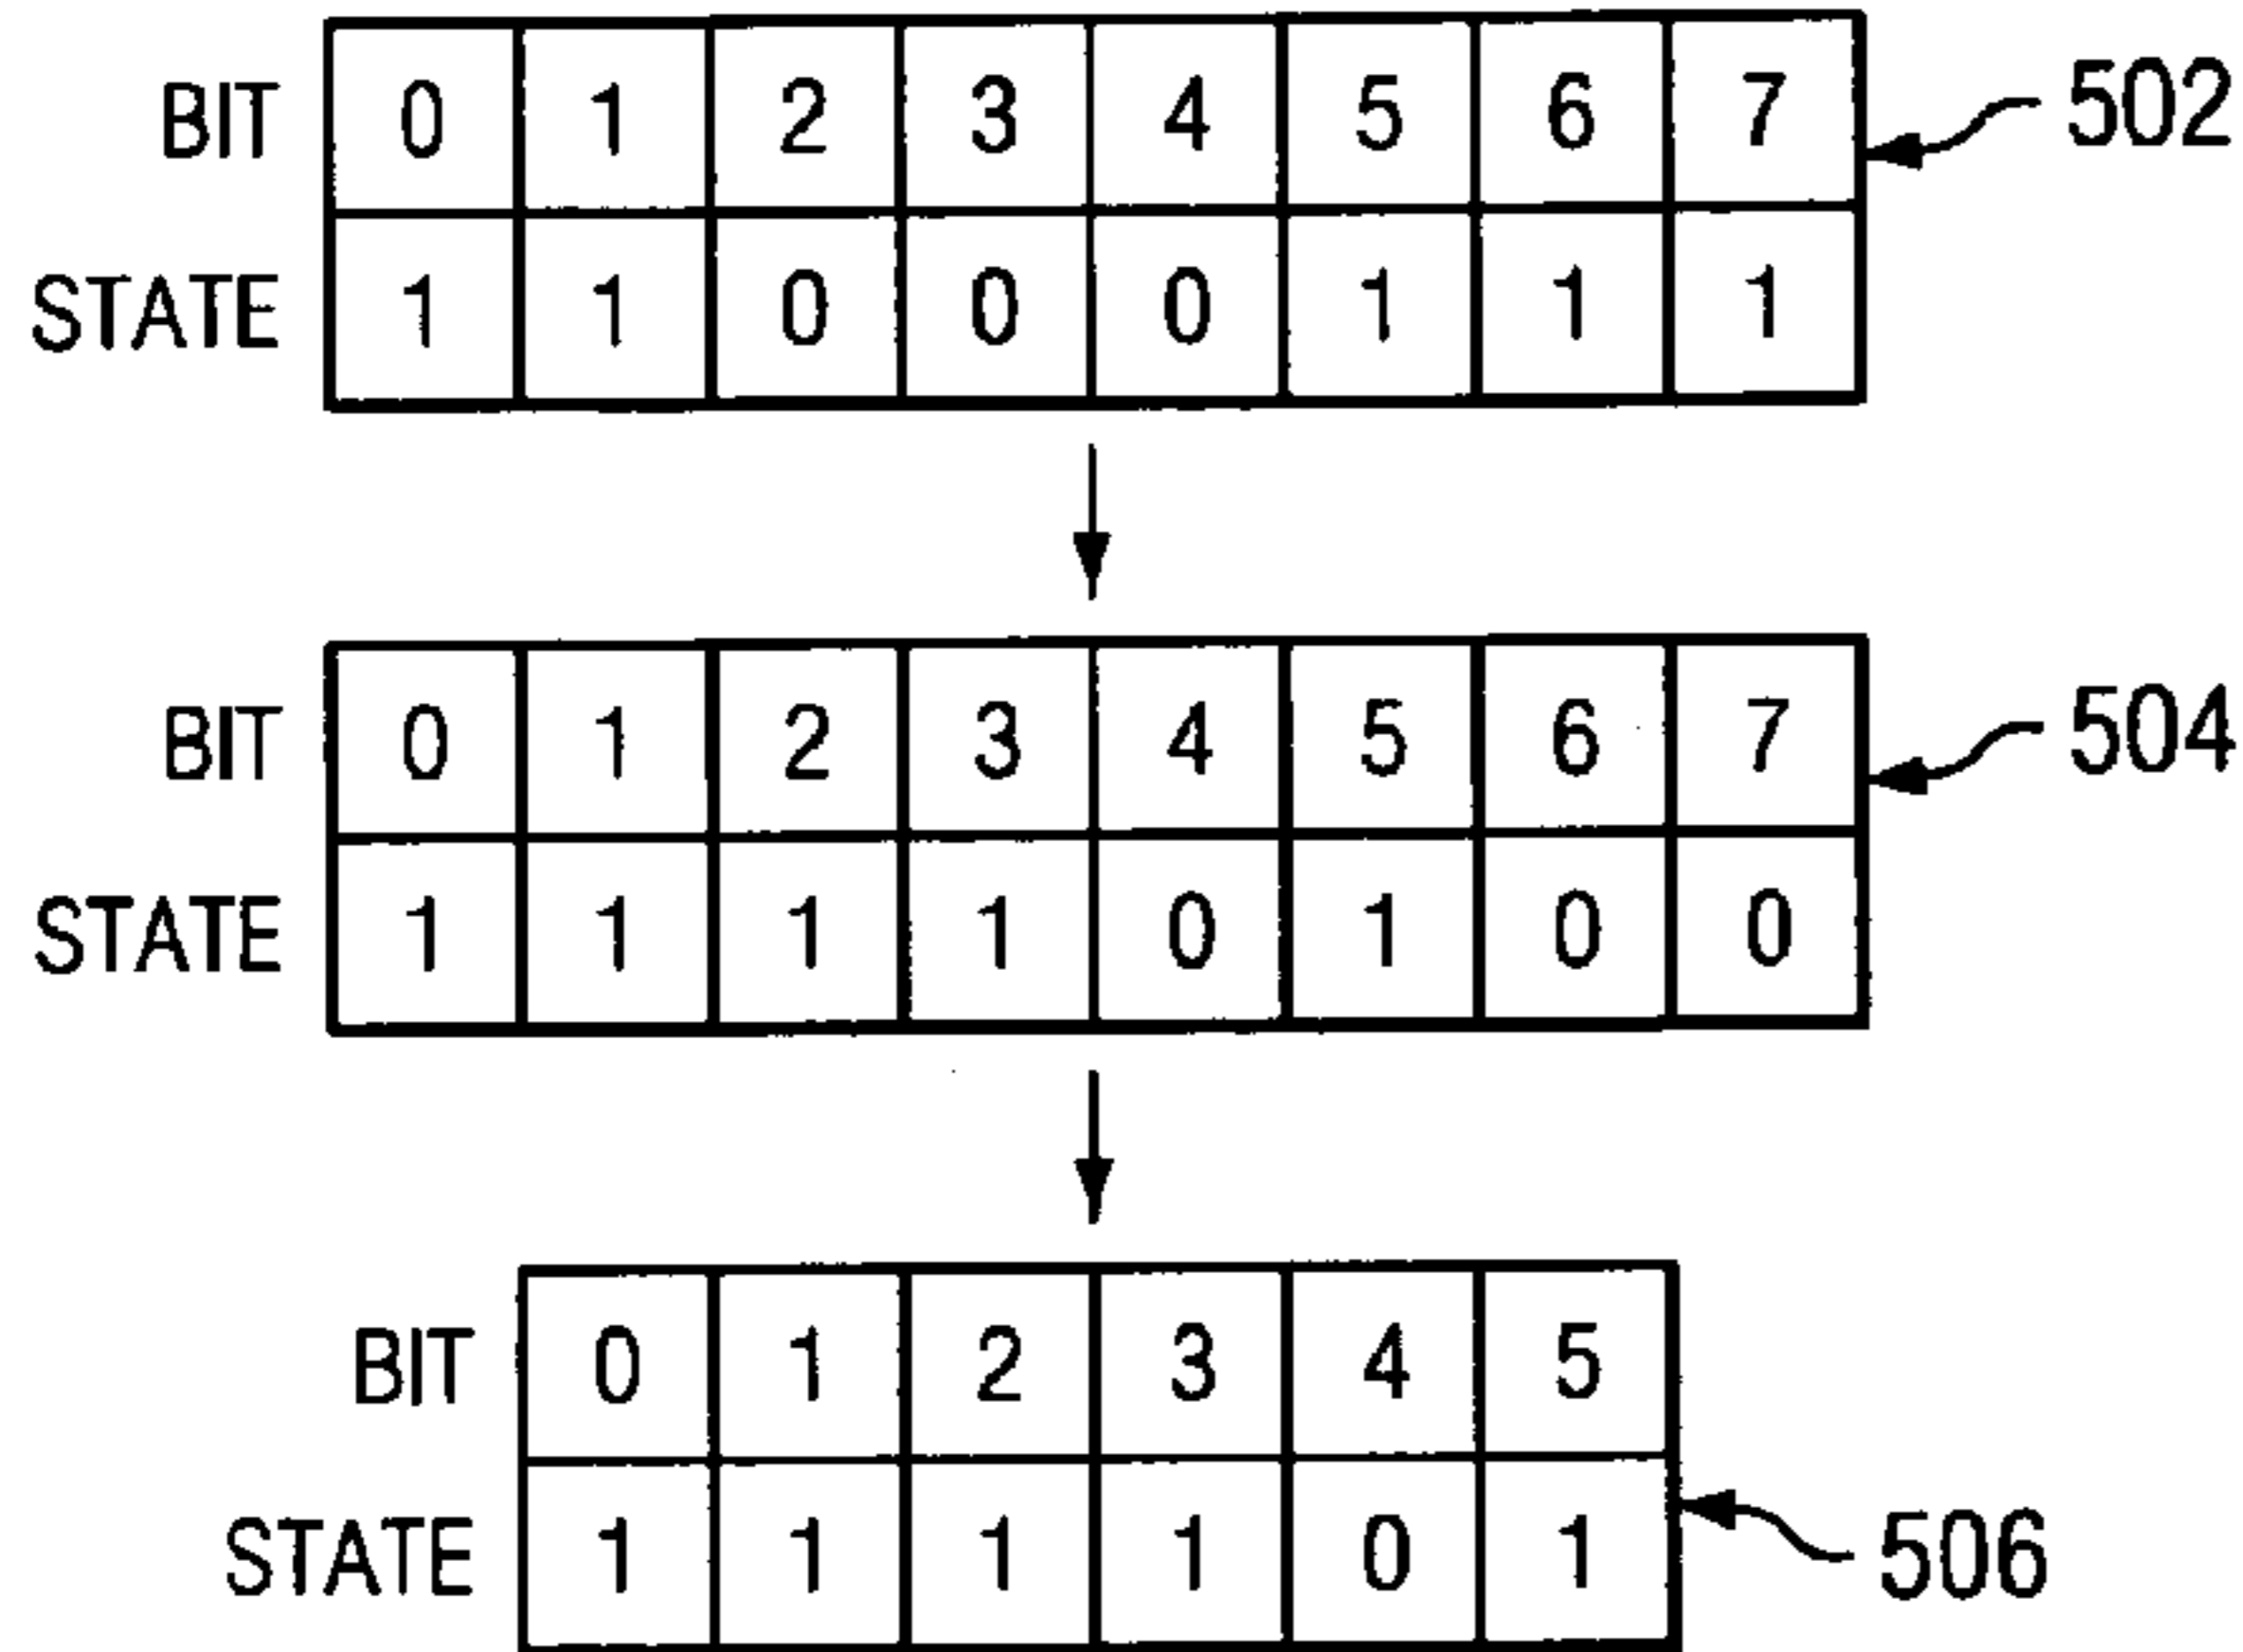 BIT 0 1 2 3 4 5 6 7 502
STATE 1 1 0 0 0 1 1 1
BIT 0 1 2 3 4 5 6 7 504
STATE 1 1 1 1 0 1 0 0
BIT 0 1 2 3 4 5
STATE 1 1 1 1 0 1 506